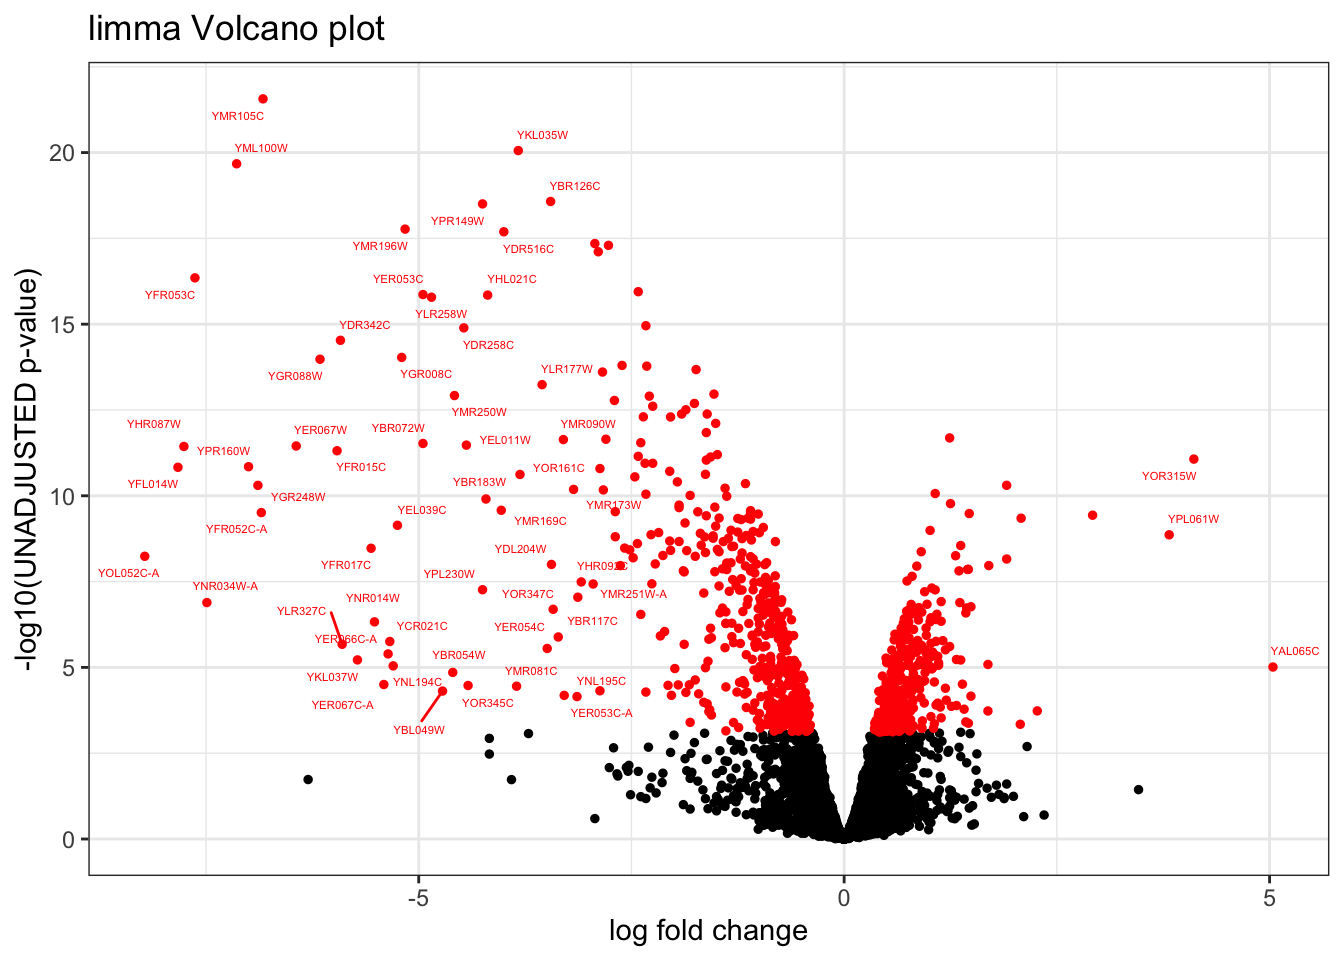 limma Volcano plot
YMR105C
YKL035W
YML100W
YBR126C
YPR149W
YMR196W
YDR516C
YER053C
YHL021C
YFR053C
YLR258W
YDR342C
YDR258C
YGR088W
YGR008C
YLR177W
YMR250W
YHR087W
YER067W
YBR072W
YMR090W
YEL011W
YPR160W
YFR015C
YOR161C
YOR315W
YFL014W
YBR183W
YGR248W
YMR173W
YEL039C
YMR169C
YPL061W
YFR052C-A
YDL204W
YFR017C
YHR092C
YOL052C-A
YPL230W
YNR034W-A
YOR347C
YMR251W-A
YNR014W
YLR327C
YBR117C
YCR021C
YER054C
YER066C-A
YBR054W
YAL065C
YMR081C
YKL037W
YNL194C
YNL195C
YER067C-A
YOR345C
YER053C-A
YBL049W
20
15
10
5
0
-5
0
5
log fold change
-log10(UNADJUSTED p-value)